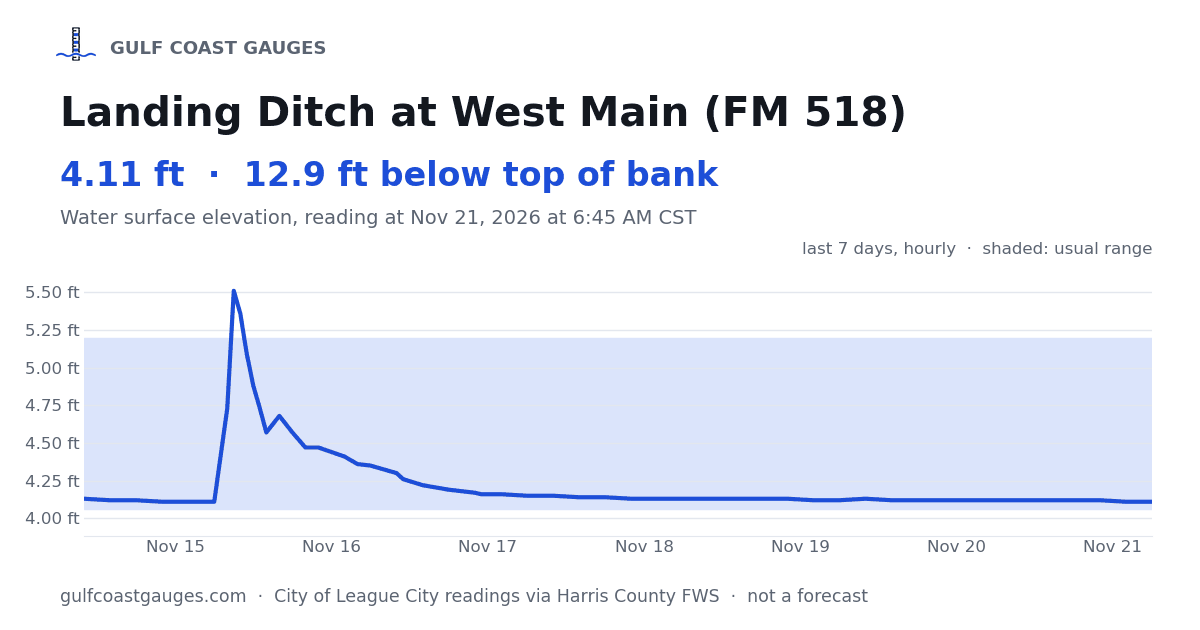 GULF COAST GAUGES
Landing Ditch at West Main (FM 518)
4.11 ft · 12.9 ft below top of bank
Water surface elevation, reading at Nov 21, 2026 at 6:45 AM CST
last 7 days, hourly · shaded: usual range
5.50 ft
5.25 ft
5.00 ft
4.75 ft
4.50 ft
4.25 ft
4.00 ft
Nov 15 Nov 16 Nov 17 Nov 18 Nov 19 Nov 20 Nov 21
gulfcoastgauges.com · City of League City readings via Harris County FWS · not a forecast